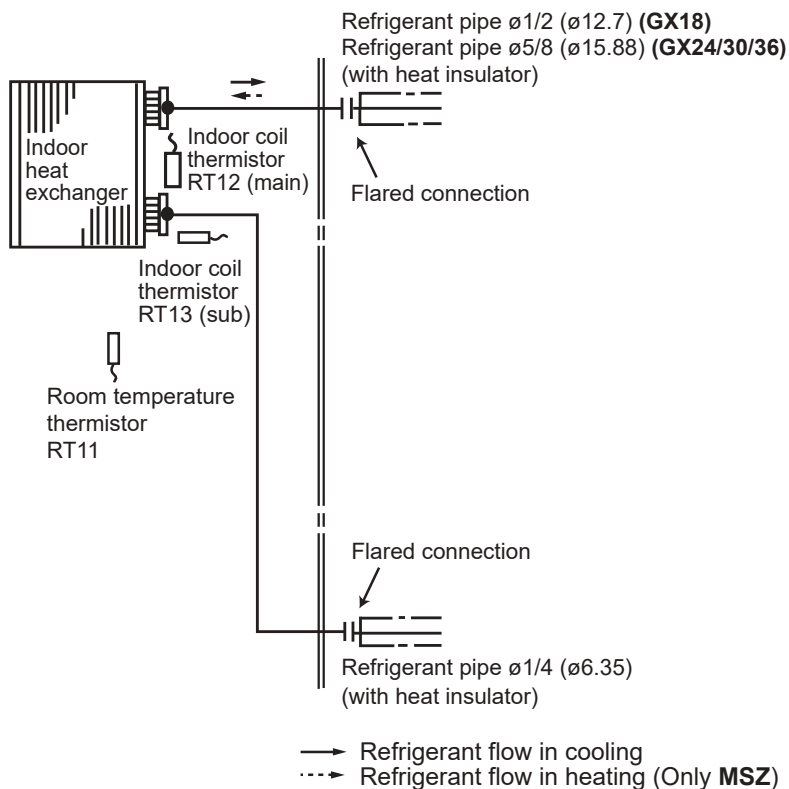 Refrigerant pipe ø1/2 (ø12.7) (GX18)
Refrigerant pipe ø5/8 (ø15.88) (GX24/30/36)
(with heat insulator)
Indoor
heat
exchanger
Indoor coil
thermistor
RT12 (main)
Flared connection
Indoor coil
thermistor
RT13 (sub)
Room temperature
thermistor
RT11
Flared connection
Refrigerant pipe ø1/4 (ø6.35)
(with heat insulator)
Refrigerant flow in cooling
Refrigerant flow in heating (Only MSZ)